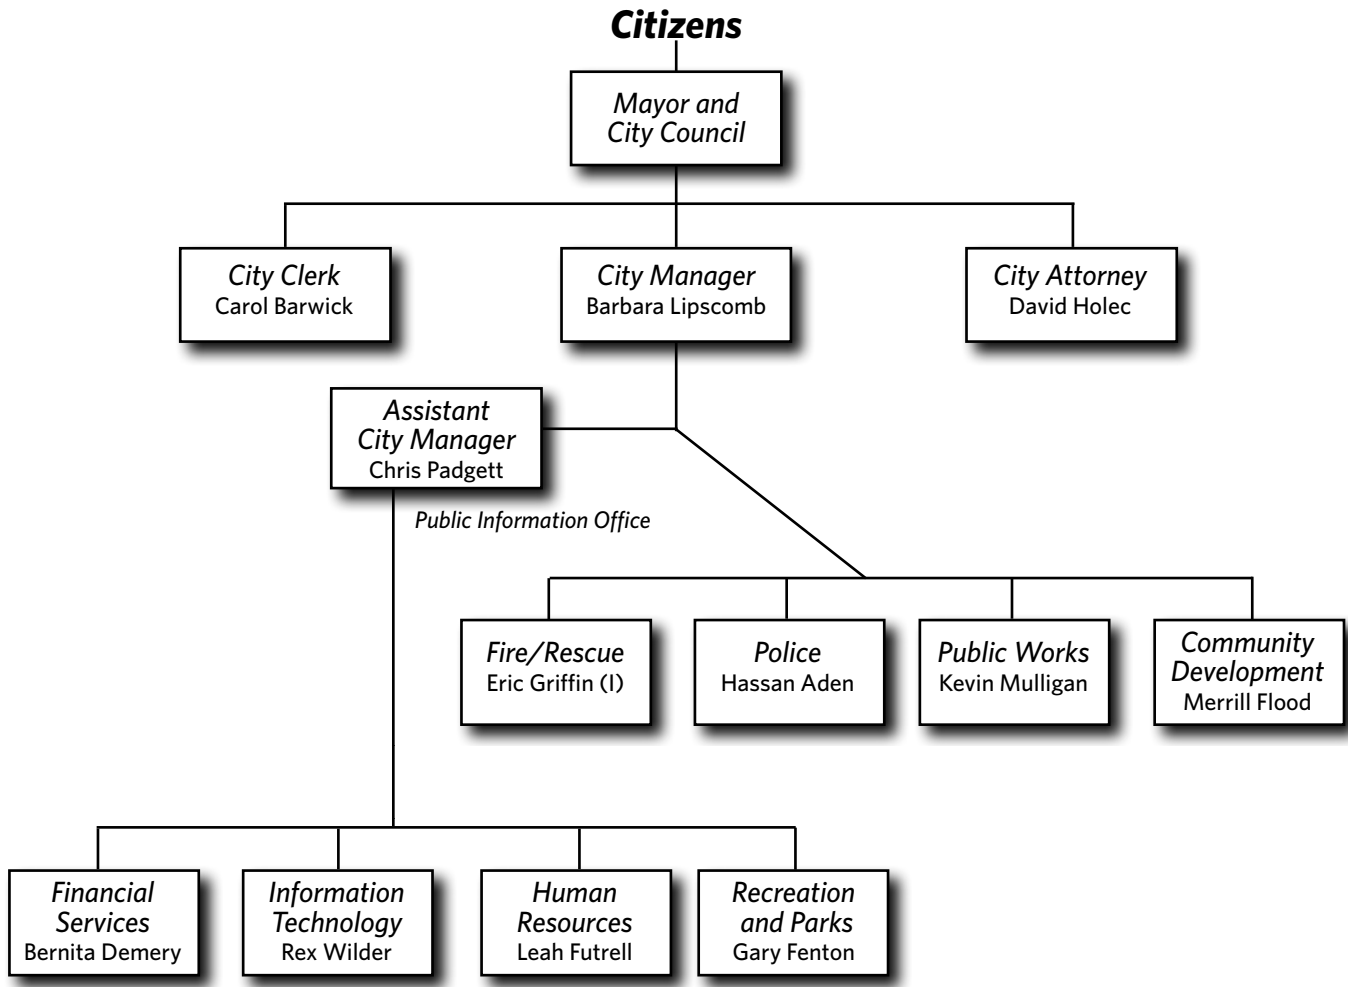 Citizens
Mayor and
City Council
City Clerk
Carol Barwick
City Manager
Barbara Lipscomb
City Attorney
David Holec
Assistant
City Manager
Chris Padgett
Public Information Office
Fire/Rescue
Eric Griffin (I)
Police
Hassan Aden
Public Works
Kevin Mulligan
Community
Development
Merrill Flood
Financial
Services
Bernita Demery
Information
Technology
Rex Wilder
Human
Resources
Leah Futrell
Recreation
and Parks
Gary Fenton